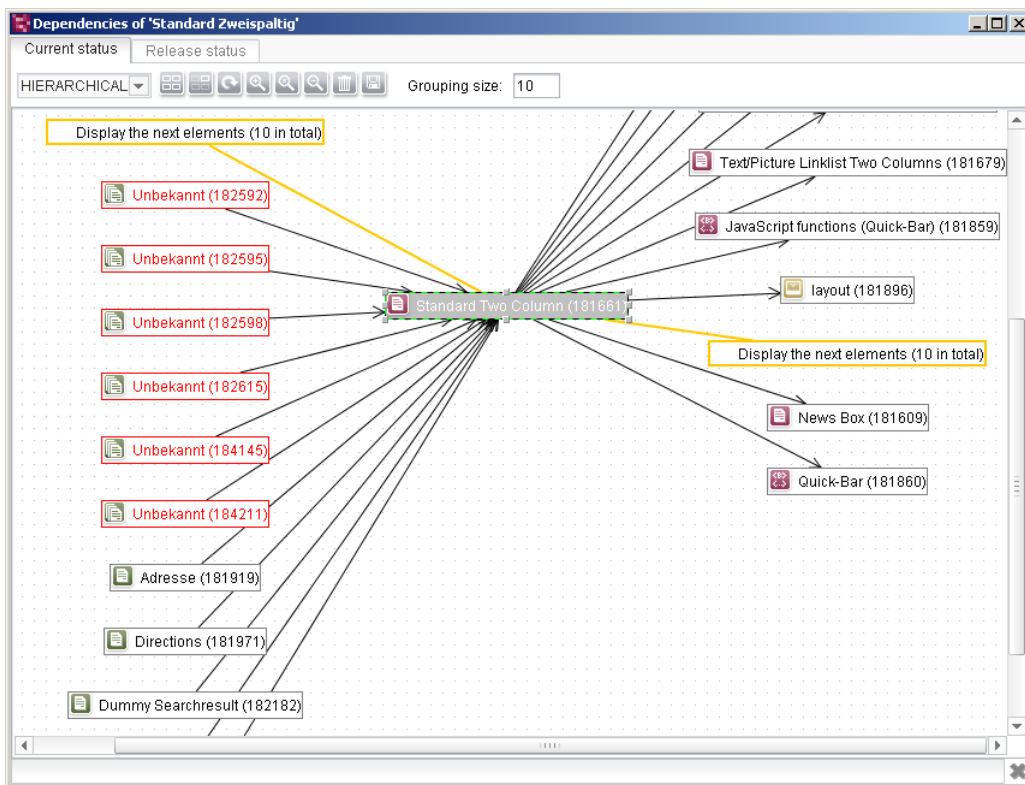 Dependencies of 'Standard Zweispaltig'
Current status
Release status
HIERARCHICAL
Grouping size:
10
Display the next elements (10 in total)
Text/Picture Linklist Two Columns (181679)
Unbekannt (182592)
JavaScript functions (Quick-Bar) (181859)
Unbekannt (182595)
layout (181896)
Standard Two Column (181661)
Unbekannt (182598)
Display the next elements (10 in total)
Unbekannt (182615)
News Box (181609)
Unbekannt (184145)
Quick-Bar (181860)
Unbekannt (184211)
Adresse (181919)
Directions (181971)
Dummy Searchresult (182182)